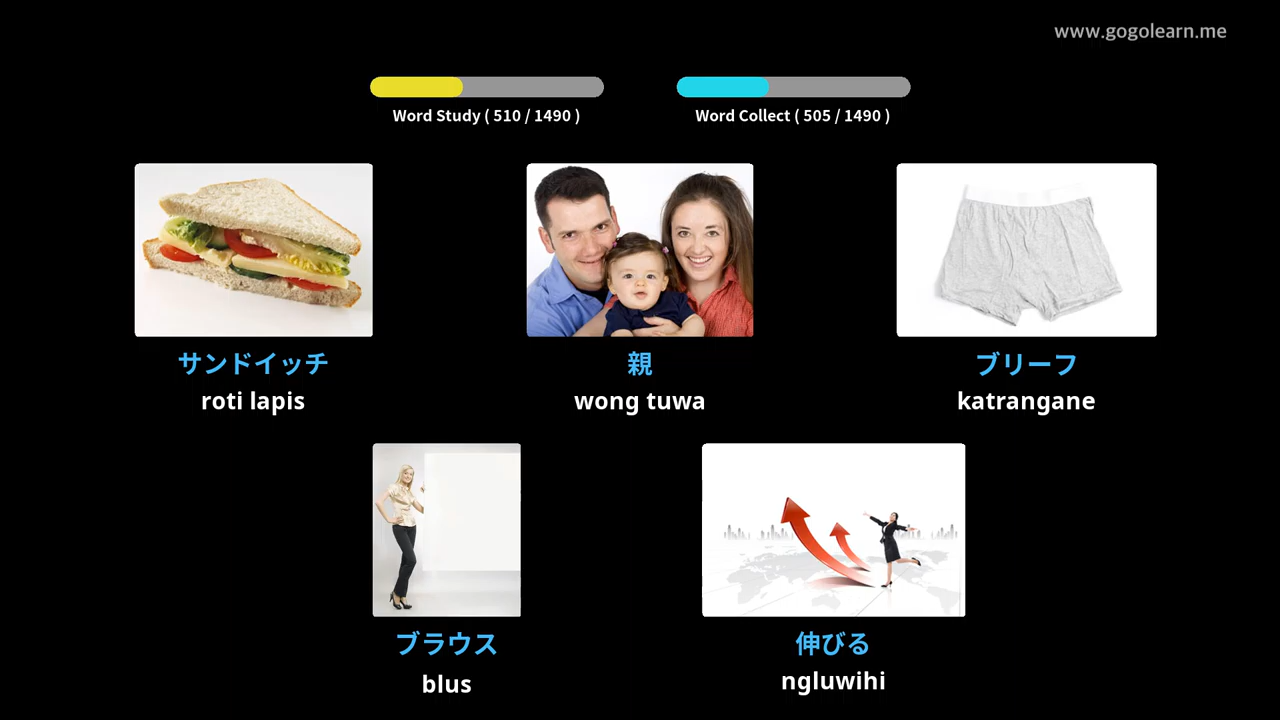 www.gogolearn.me
Word Study ( 510 / 1490 )
Word Collect ( 505 / 1490 )
サンドイッチ
roti lapis
親
wong tuwa
ブリーフ
katrangane
ブラウス
blus
伸びる
ngluwihi